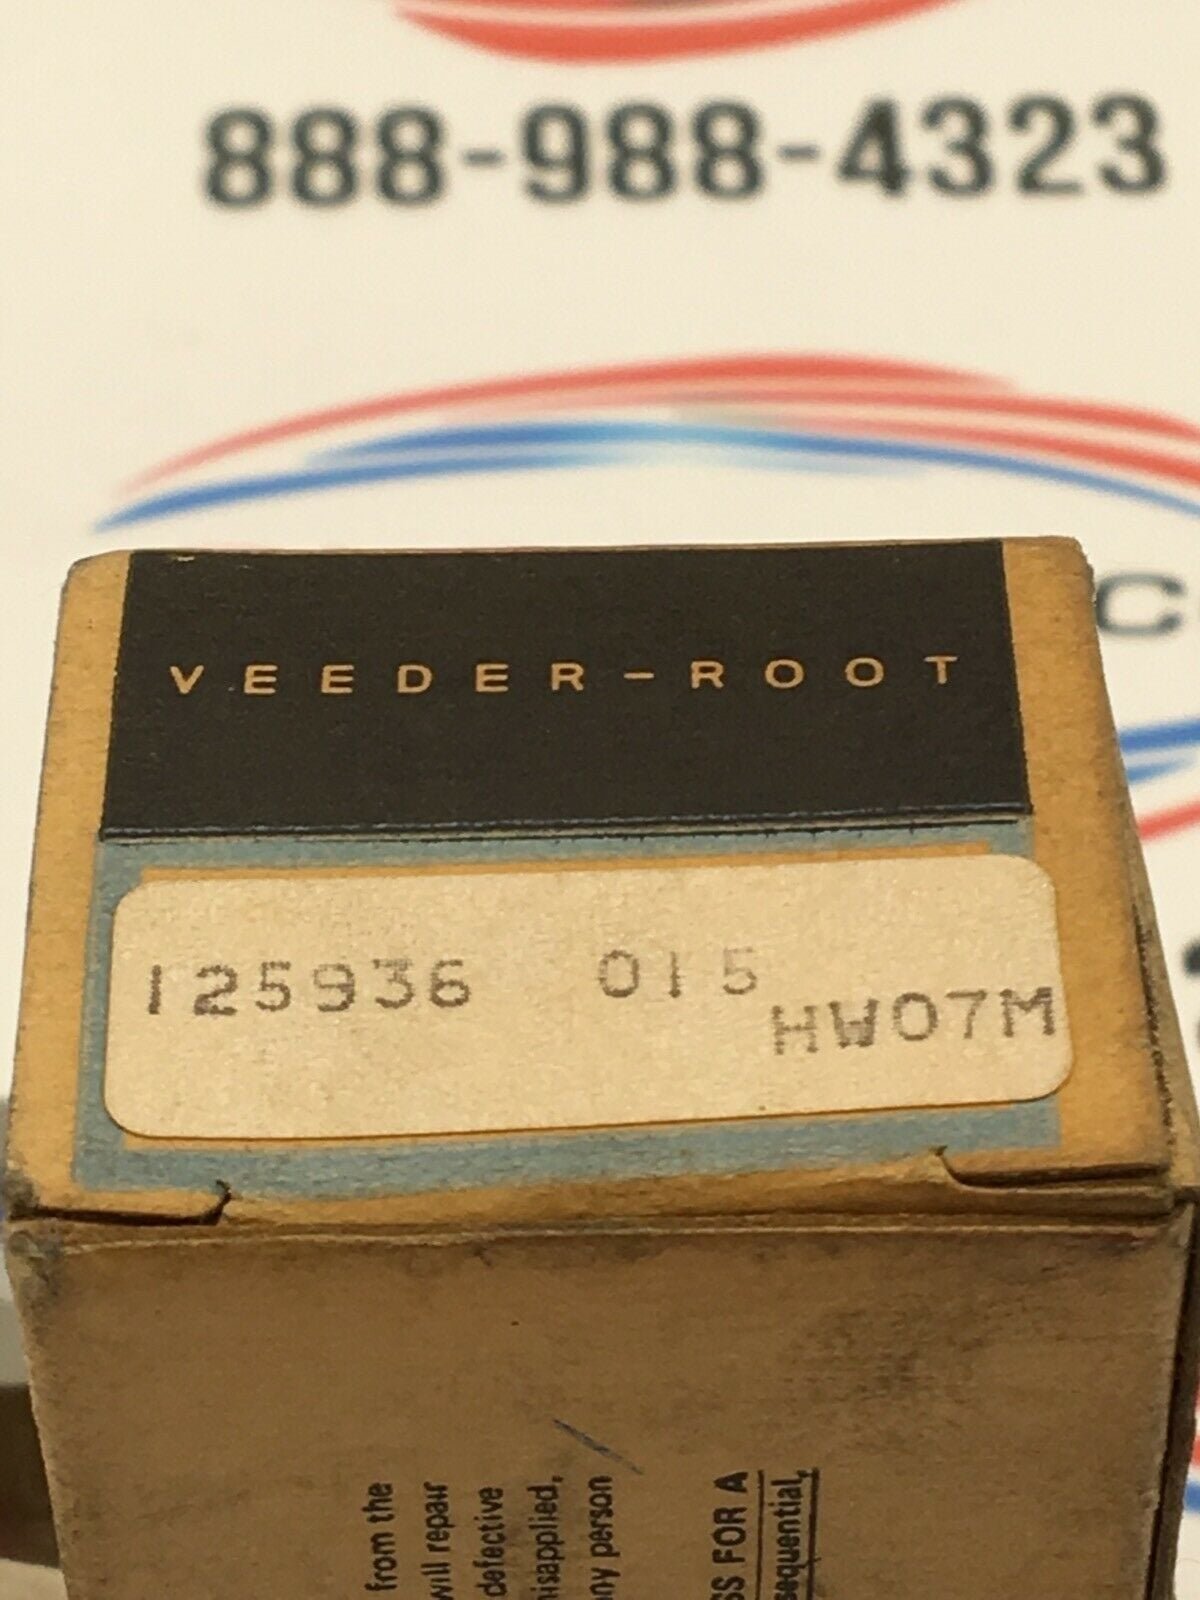 888-988-4323
C
VEEDER-ROOT
125936 015
HW07M
from the
will repair
defective
misapplied,
any person
SS FOR A
sequential,